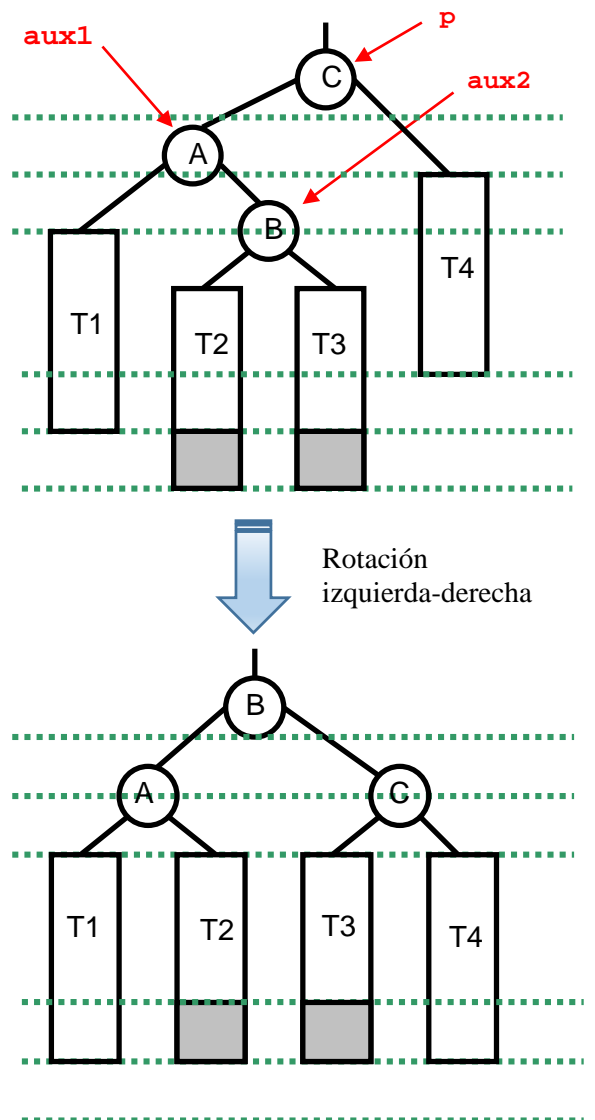 p
aux1
C
aux2
A
B
T4
T1
T2
T3
Rotación
izquierda-derecha
B
A
C
T1
T2
T3
T4